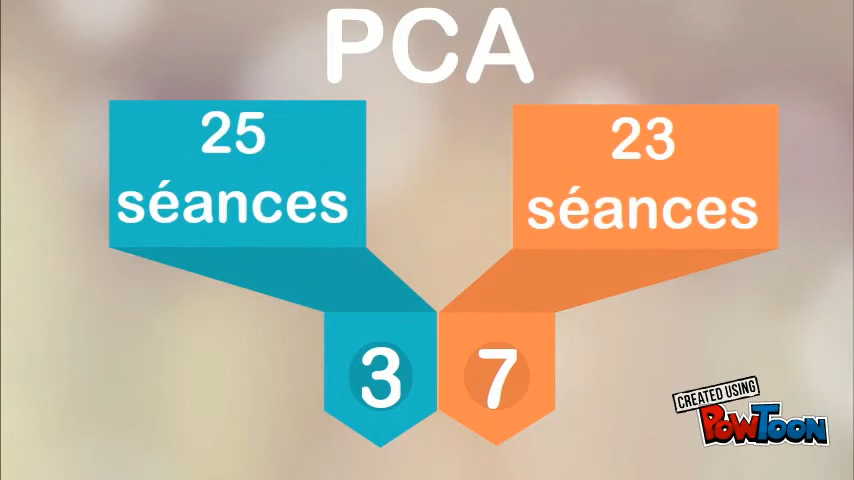 PCA
25
séances
23
séances
3
7
CREATED USING
POWTOON